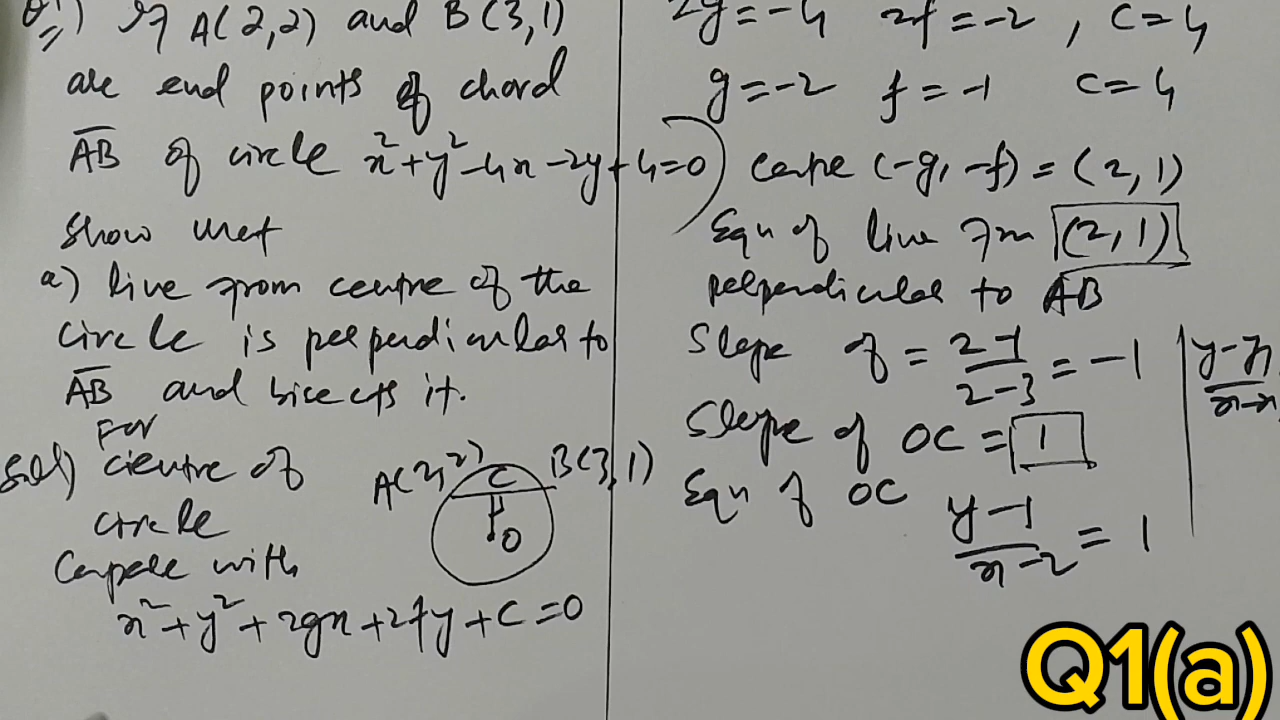 Q1) If A(2,2) and B(3,1)
are end points of chord
AB of circle x²+y²-4x-2y+4=0
show that
a) line from centre of the
circle is perpendicular to
AB and bisects it.
Sol) For centre of
circle
Compare with
x²+y²+2gx+2fy+c=0
A(2,2) C B(3,1)
O
2g=-4 2f=-2, c=4
g=-2 f=-1 c=4
centre (-g,-f)=(2,1)
Eqn of line from (2,1)
perpendicular to AB
Slope of = 2-1/2-3 = -1
y-y1/x-x
Slope of OC = 1
Eqn of OC
y-1/x-2 = 1
Q1(a)